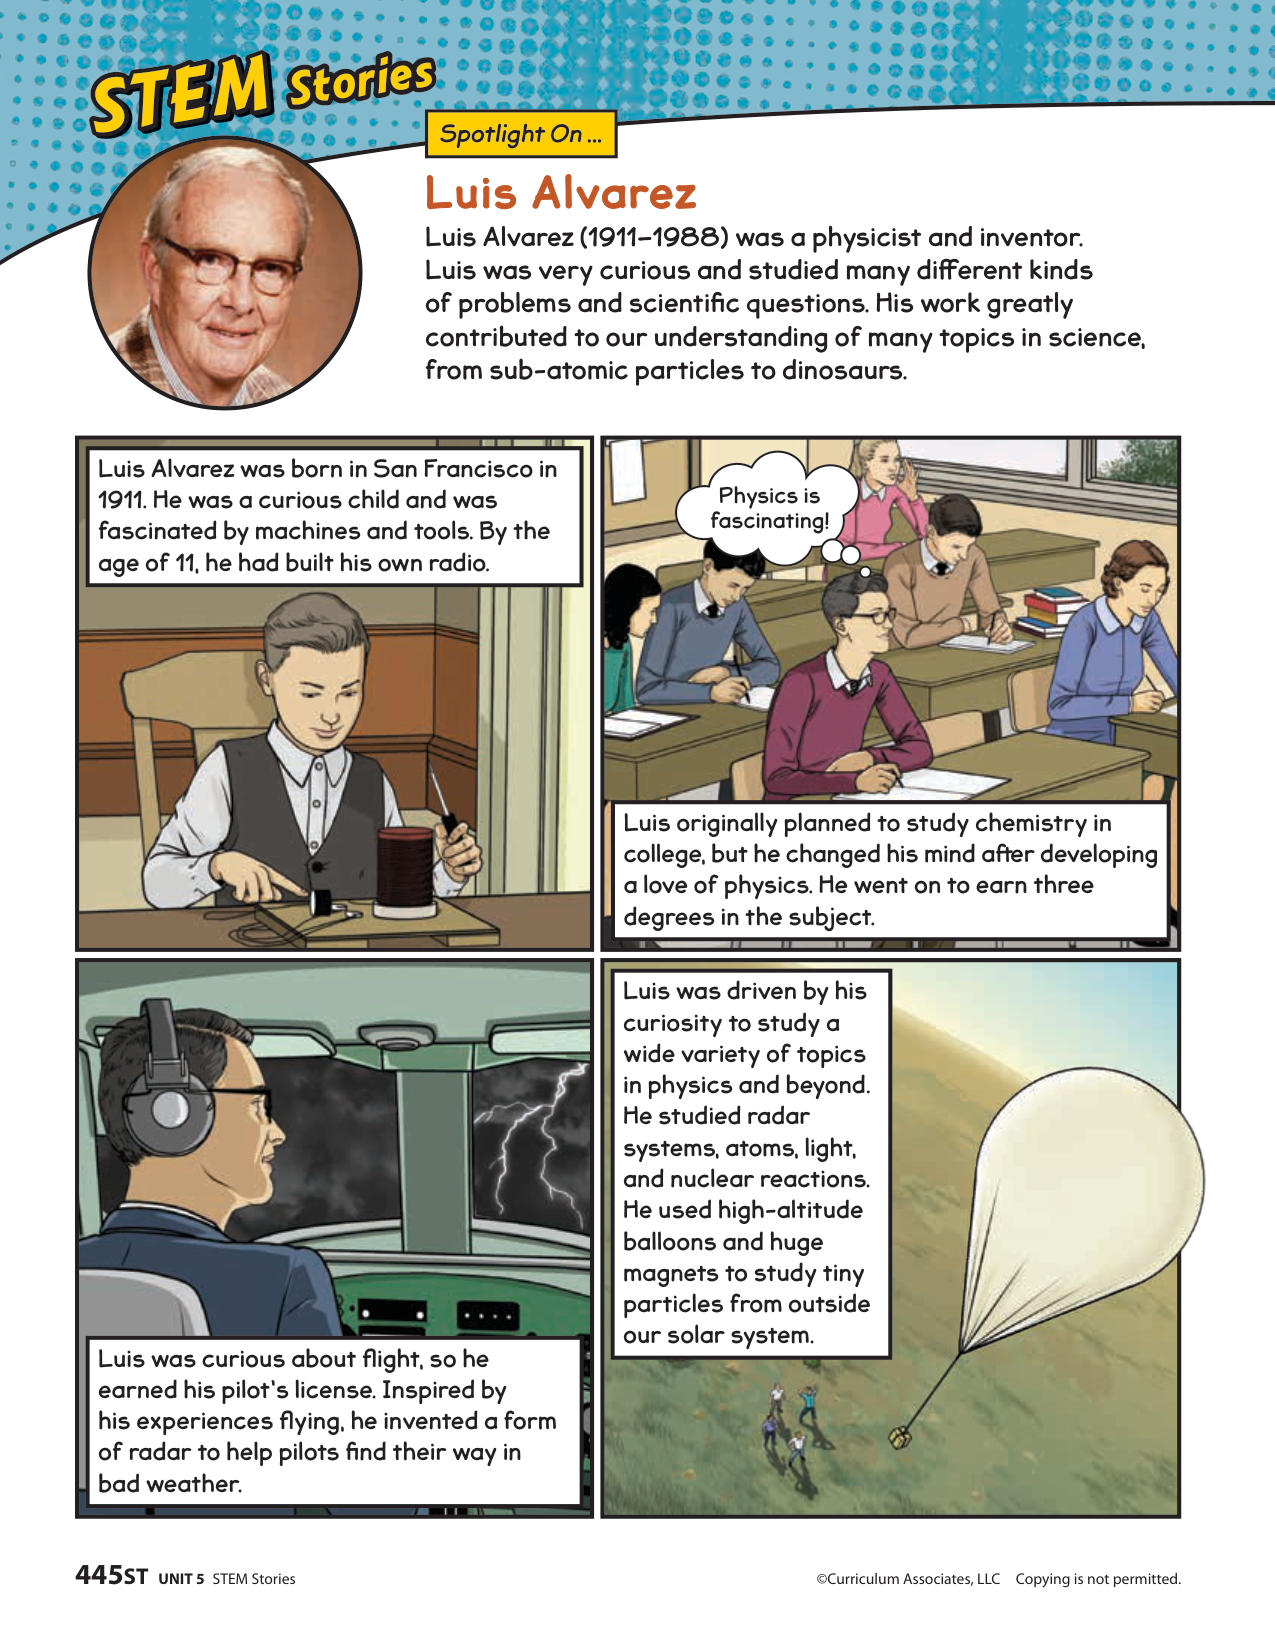 STEM Stories
Spotlight On ...
Luis Alvarez
Luis Alvarez (1911–1988) was a physicist and inventor.
Luis was very curious and studied many different kinds
of problems and scientific questions. His work greatly
contributed to our understanding of many topics in science,
from sub-atomic particles to dinosaurs.
Luis Alvarez was born in San Francisco in
1911. He was a curious child and was
fascinated by machines and tools. By the
age of 11, he had built his own radio.
Physics is
fascinating!
Luis originally planned to study chemistry in
college, but he changed his mind after developing
a love of physics. He went on to earn three
degrees in the subject.
Luis was curious about flight, so he
earned his pilot's license. Inspired by
his experiences flying, he invented a form
of radar to help pilots find their way in
bad weather.
Luis was driven by his
curiosity to study a
wide variety of topics
in physics and beyond.
He studied radar
systems, atoms, light,
and nuclear reactions.
He used high-altitude
balloons and huge
magnets to study tiny
particles from outside
our solar system.
445ST UNIT 5 STEM Stories
©Curriculum Associates, LLC Copying is not permitted.